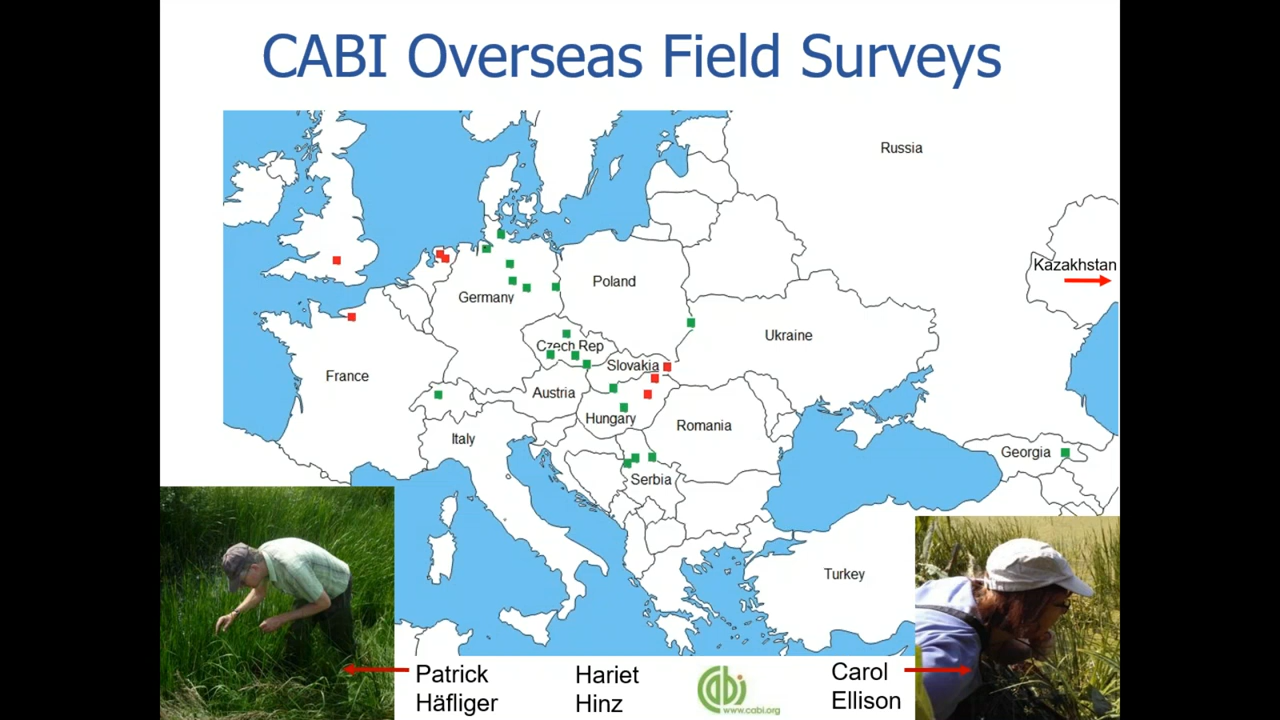 CABI Overseas Field Surveys
Russia
Kazakhstan
Poland
Germany
Ukraine
Czech Rep
Slovakia
France
Austria
Hungary
Romania
Italy
Georgia
Serbia
Turkey
Patrick
Häfliger
Hariet
Hinz
cabi
www.cabi.org
Carol
Ellison